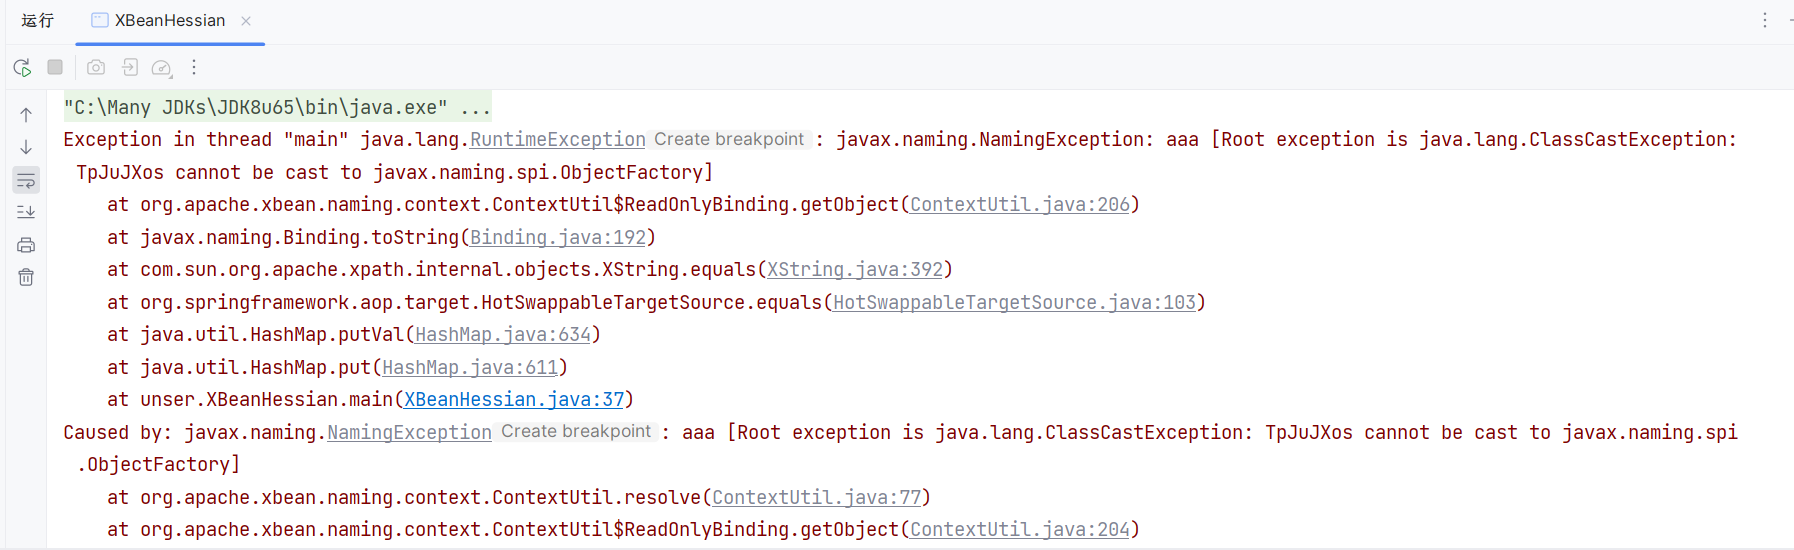 运行 XBeanHessian
"C:\Many JDKs\JDK8u65\bin\java.exe" ...
Exception in thread "main" java.lang.RuntimeException Create breakpoint : javax.naming.NamingException: aaa [Root exception is java.lang.ClassCastException:
TpJuJXos cannot be cast to javax.naming.spi.ObjectFactory]
at org.apache.xbean.naming.context.ContextUtil$ReadOnlyBinding.getObject(ContextUtil.java:206)
at javax.naming.Binding.toString(Binding.java:192)
at com.sun.org.apache.xpath.internal.objects.XString.equals(XString.java:392)
at org.springframework.aop.target.HotSwappableTargetSource.equals(HotSwappableTargetSource.java:103)
at java.util.HashMap.putVal(HashMap.java:634)
at java.util.HashMap.put(HashMap.java:611)
at unser.XBeanHessian.main(XBeanHessian.java:37)
Caused by: javax.naming.NamingException Create breakpoint : aaa [Root exception is java.lang.ClassCastException: TpJuJXos cannot be cast to javax.naming.spi
.ObjectFactory]
at org.apache.xbean.naming.context.ContextUtil.resolve(ContextUtil.java:77)
at org.apache.xbean.naming.context.ContextUtil$ReadOnlyBinding.getObject(ContextUtil.java:204)